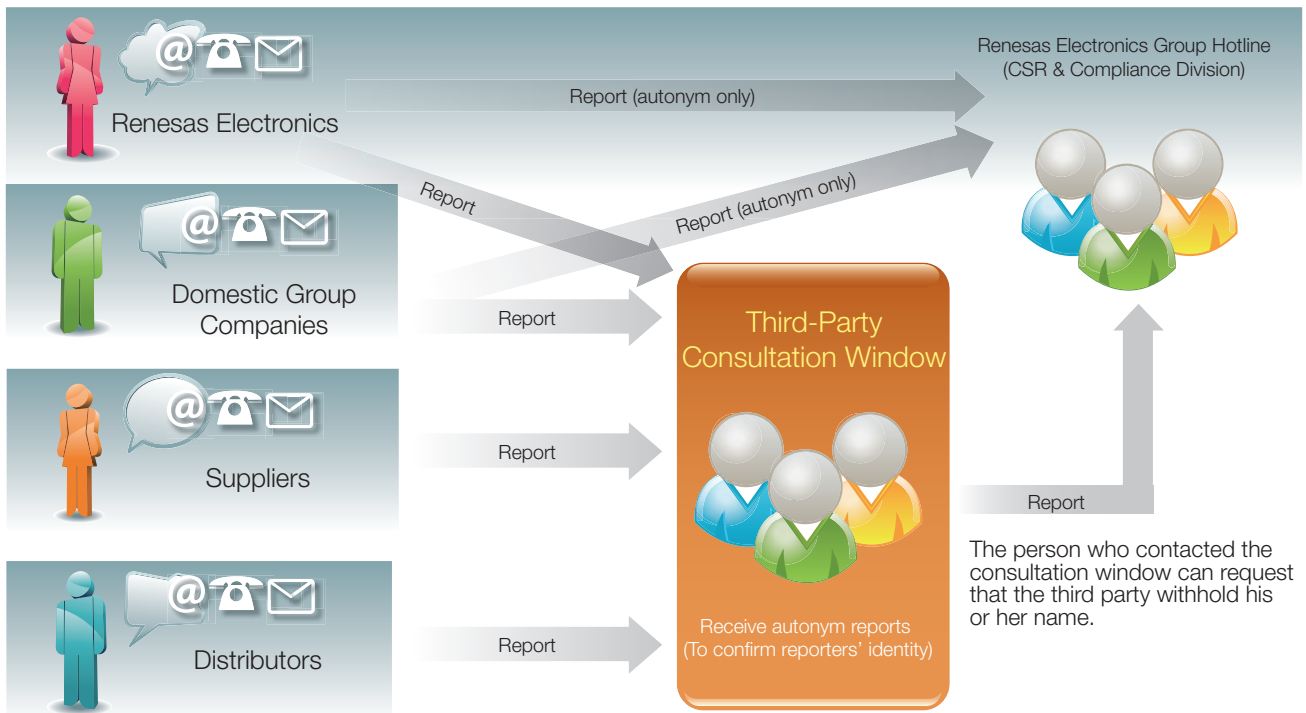 Renesas Electronics
Report (autonym only)
Renesas Electronics Group Hotline
(CSR & Compliance Division)
Report
Report (autonym only)
Domestic Group
Companies
Report
Suppliers
Report
Distributors
Report
Third-Party
Consultation Window
Receive autonym reports
(To confirm reporters’ identity)
Report
The person who contacted the
consultation window can request
that the third party withhold his
or her name.